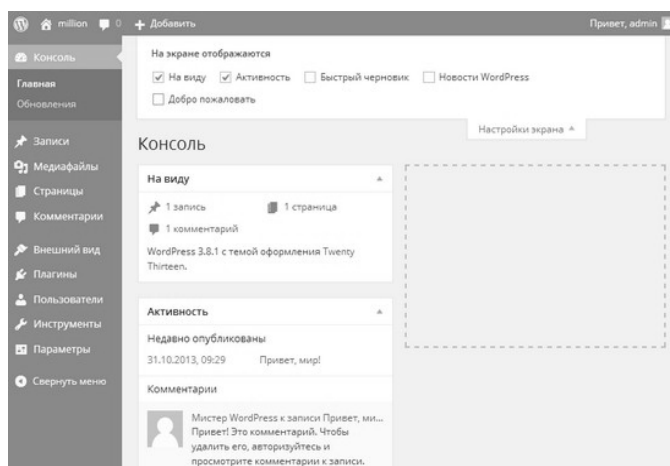 million 0 + Добавить Привет, admin
Консоль
Главная
Обновления
Записи
Медиафайлы
Страницы
Комментарии
Внешний вид
Плагины
Пользователи
Инструменты
Параметры
Свернуть меню
На экране отображаются
На виду Активность Быстрый черновик Новости WordPress
Добро пожаловать
Настройки экрана
Консоль
На виду
1 запись 1 страница
1 комментарий
WordPress 3.8.1 с темой оформления Twenty
Thirteen.
Активность
Недавно опубликованы
31.10.2013, 09:29 Привет, мир!
Комментарии
Мистер WordPress к записи Привет, ми...
Привет! Это комментарий. Чтобы
удалить его, авторизуйтесь и
просмотрите комментарии к записи.